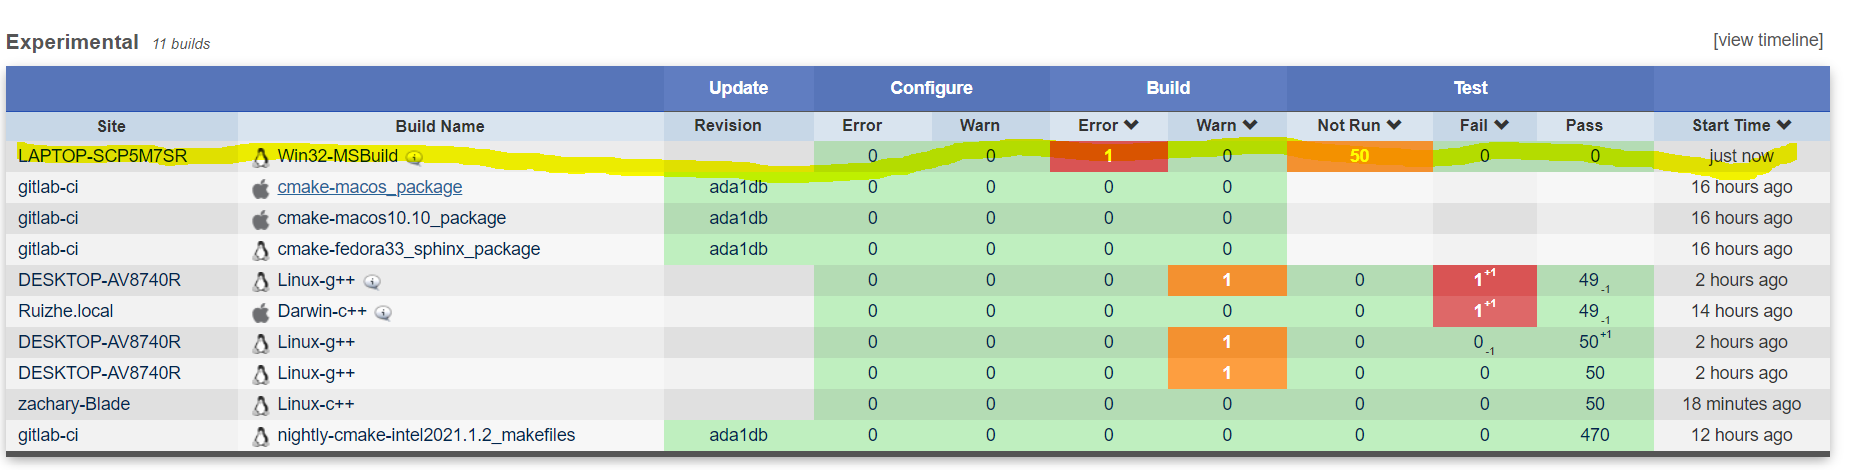 Experimental 11 builds [view timeline]
Update Configure Build Test
Site Build Name Revision Error Warn Error Warn Not Run Fail Pass Start Time
LAPTOP-SCP5M7SR Win32-MSBuild 0 0 1 0 50 0 0 just now
gitlab-ci cmake-macos_package ada1db 0 0 0 0 16 hours ago
gitlab-ci cmake-macos10.10_package ada1db 0 0 0 0 16 hours ago
gitlab-ci cmake-fedora33_sphinx_package ada1db 0 0 0 0 16 hours ago
DESKTOP-AV8740R Linux-g++ 0 0 0 1 0 1 +1 49 -1 2 hours ago
Ruizhe.local Darwin-c++ 0 0 0 0 0 1 +1 49 -1 14 hours ago
DESKTOP-AV8740R Linux-g++ 0 0 0 1 0 0 -1 50 +1 2 hours ago
DESKTOP-AV8740R Linux-g++ 0 0 0 1 0 0 50 2 hours ago
zachary-Blade Linux-c++ 0 0 0 0 0 0 50 18 minutes ago
gitlab-ci nightly-cmake-intel2021.1.2_makefiles ada1db 0 0 0 0 0 0 470 12 hours ago